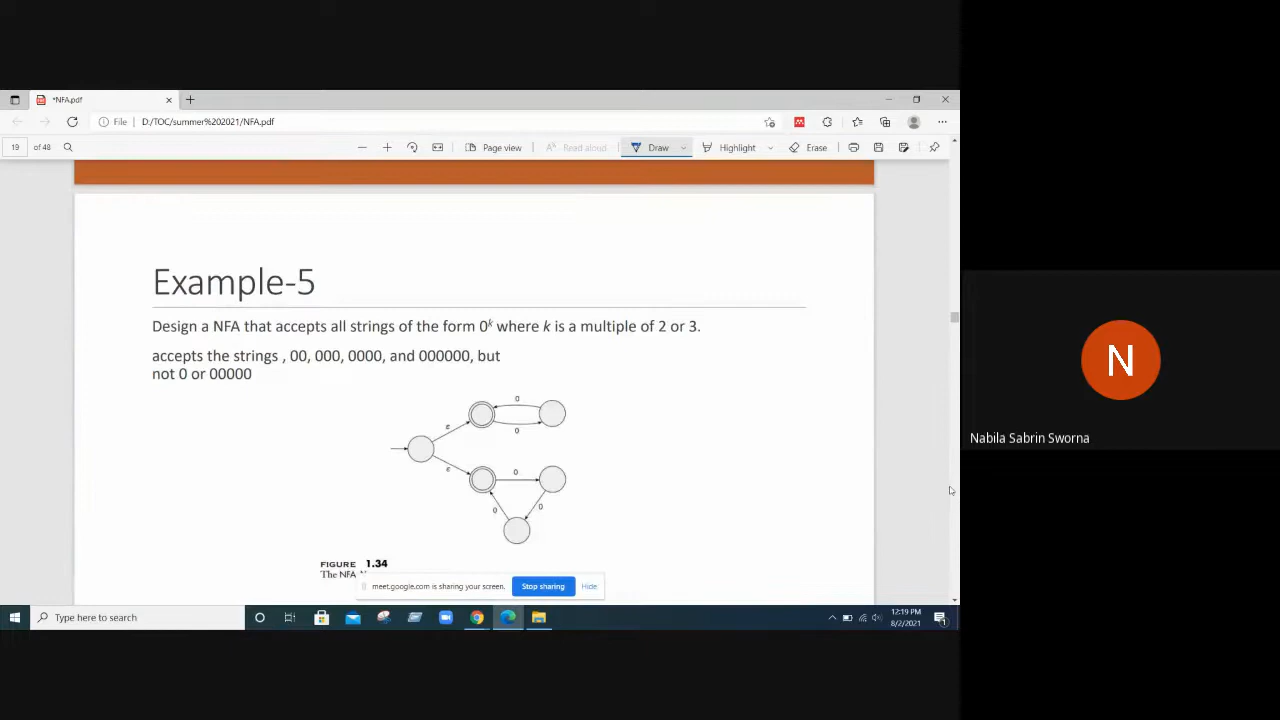 *NFA.pdf
File
D:/TOC/summer%202021/NFA.pdf
19 of 48
Page view
Read aloud
Draw
Highlight
Erase
Example-5
Design a NFA that accepts all strings of the form 0ᵏ where k is a multiple of 2 or 3.
accepts the strings , 00, 000, 0000, and 000000, but
not 0 or 00000
0
ε
0
ε
0
0
0
FIGURE 1.34
The NFA
meet.google.com is sharing your screen.
Stop sharing
Hide
N
Nabila Sabrin Sworna
Type here to search
12:19 PM
8/2/2021